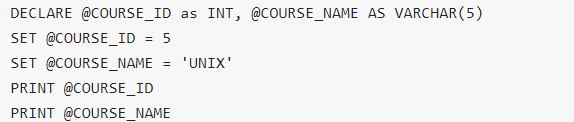 DECLARE @COURSE_ID as INT, @COURSE_NAME AS VARCHAR(5)
SET @COURSE_ID = 5
SET @COURSE_NAME = 'UNIX'
PRINT @COURSE_ID
PRINT @COURSE_NAME